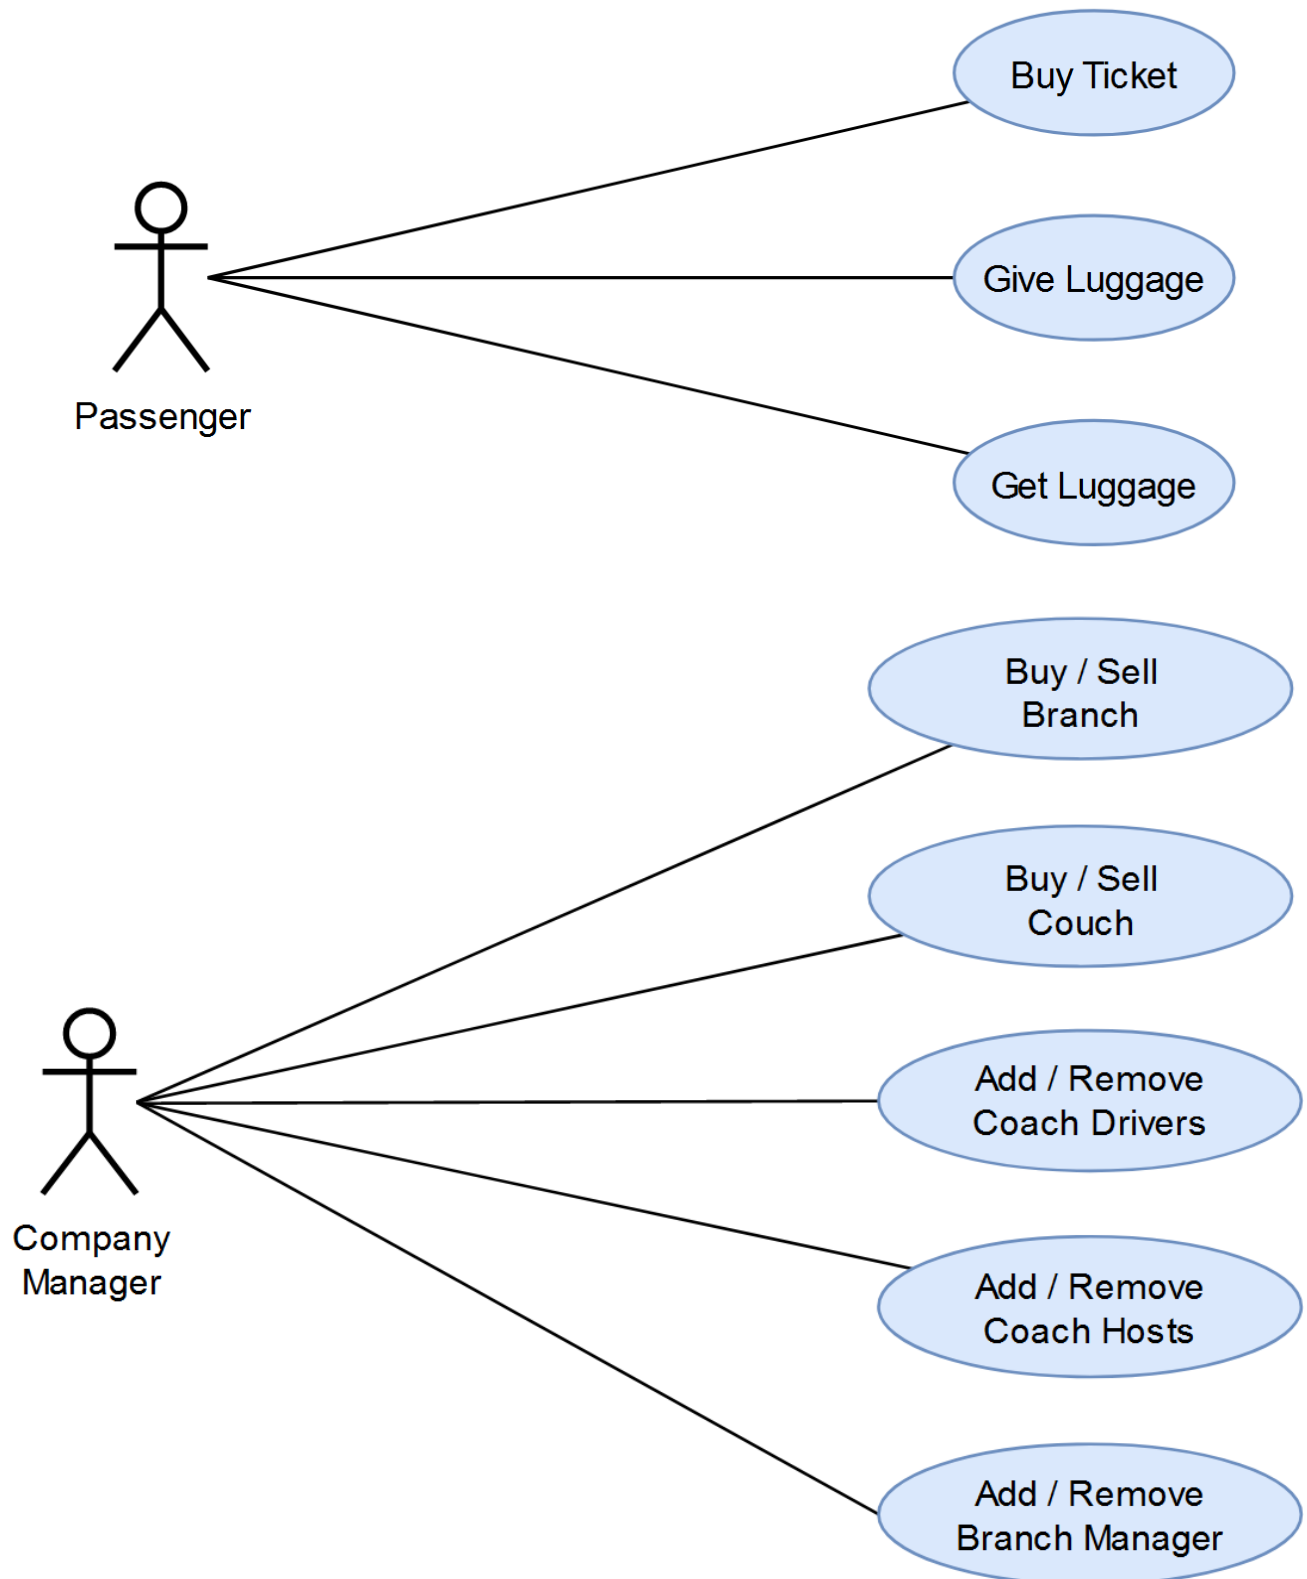 Buy Ticket
Give Luggage
Passenger
Get Luggage
Buy / Sell
Branch
Buy / Sell
Couch
Add / Remove
Coach Drivers
Company
Manager
Add / Remove
Coach Hosts
Add / Remove
Branch Manager